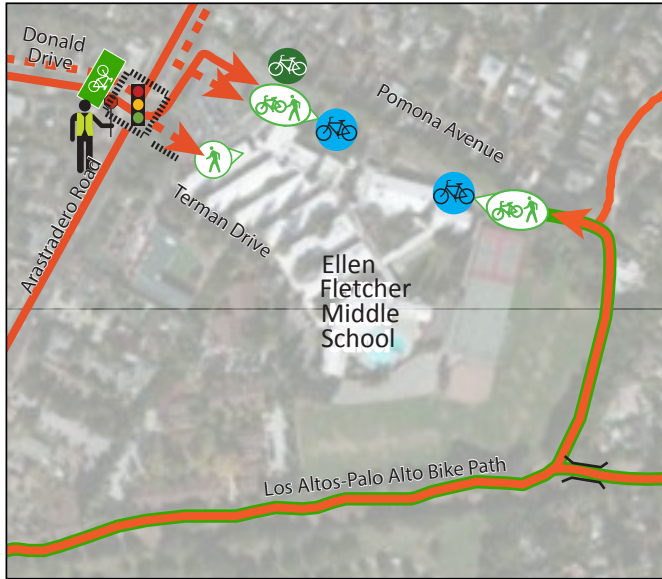 Donald
Drive
Pomona Avenue
Arastradero Road
Terman Drive
Ellen
Fletcher
Middle
School
Los Altos-Palo Alto Bike Path